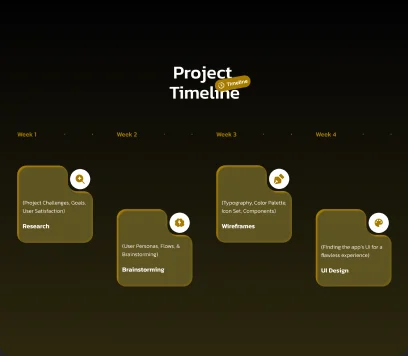 Project
Timeline
Timeline
Week 1
Week 2
Week 3
Week 4
(Project Challenges, Goals,
User Satisfaction)
Research
(User Personas, Flows, &
Brainstorming)
Brainstorming
(Typography, Color Palette,
Icon Set, Components)
Wireframes
(Finding the app's UI for a
flawless experience)
UI Design